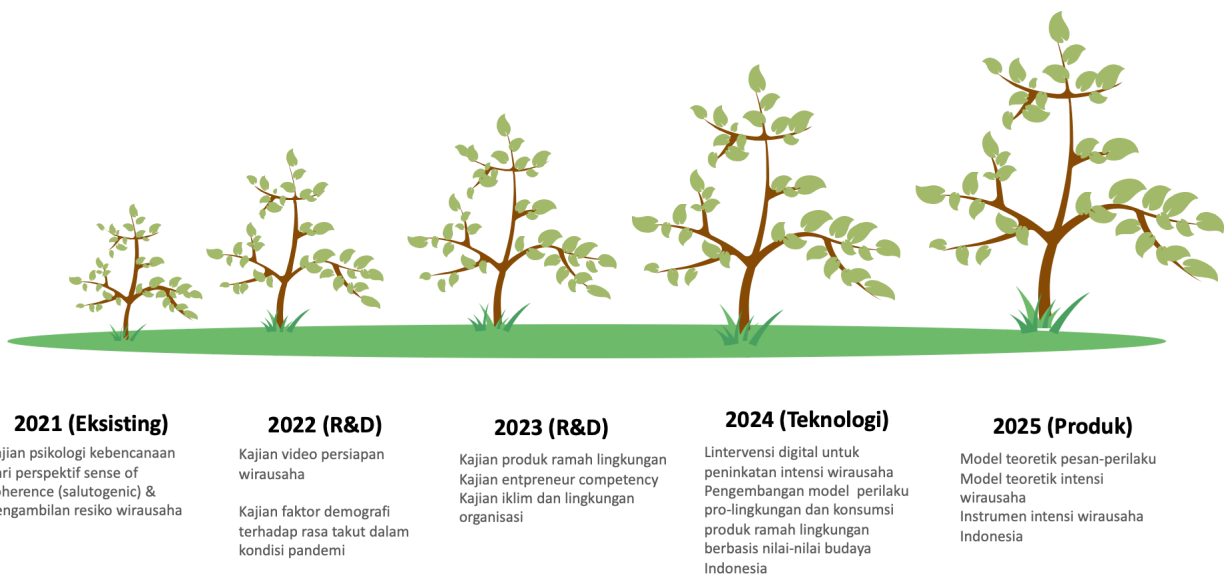 2021 (Eksisting)
ajian psikologi kebencanaan
ari perspektif sense of
oherence (salutogenic) &
engambilan resiko wirausaha
2022 (R&D)
Kajian video persiapan
wirausaha
Kajian faktor demografi
terhadap rasa takut dalam
kondisi pandemi
2023 (R&D)
Kajian produk ramah lingkungan
Kajian entpreneur competency
Kajian iklim dan lingkungan
organisasi
2024 (Teknologi)
Lintervensi digital untuk
peninkatan intensi wirausaha
Pengembangan model perilaku
pro-lingkungan dan konsumsi
produk ramah lingkungan
berbasis nilai-nilai budaya
Indonesia
2025 (Produk)
Model teoretik pesan-perilaku
Model teoretik intensi
wirausaha
Instrumen intensi wirausaha
Indonesia